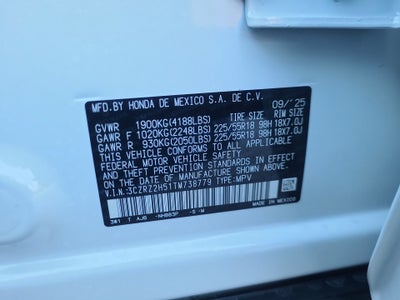 MFD.BY HONDA DE MEXICO S.A. DE C.V. 09/'25
TIRE SIZE RIM SIZE
GVWR 1900KG(4188LBS)
GAWR F 1020KG(2248LBS) 225/55R18 98H 18X7.0J
GAWR R 930KG(2050LBS) 225/55R18 98H 18X7.0J
THIS VEHICLE CONFORMS TO ALL APPLICABLE
FEDERAL MOTOR VEHICLE SAFETY AND
THEFT PREVENTION STANDARDS IN EFFECT ON THE
DATE OF MANUFACTURE SHOWN ABOVE.
V.I.N.:3CZRZ2H51TM738779 TYPE:MPV
341 T AJG -NH883P -S -M
MADE IN MEXICO